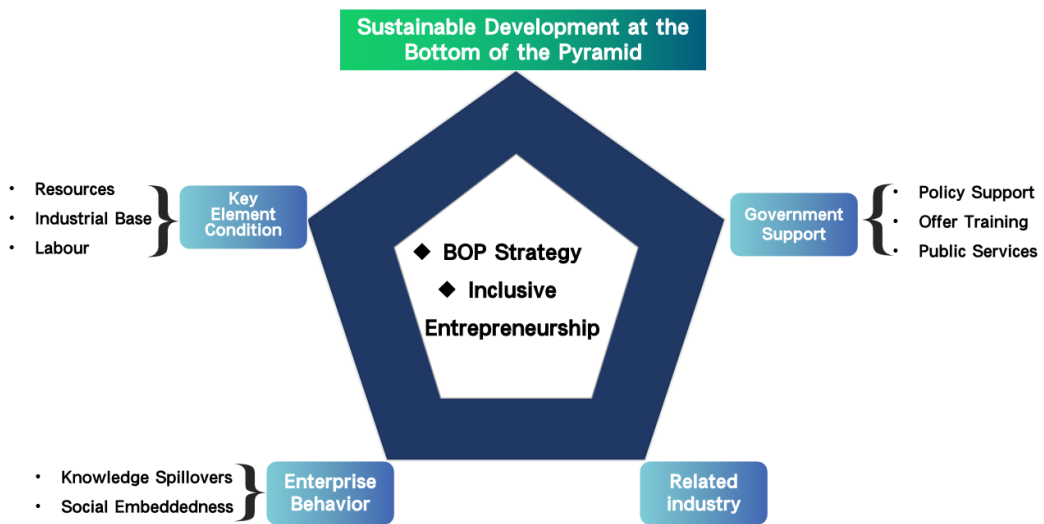 Sustainable Development at the
Bottom of the Pyramid
• Resources
• Industrial Base
• Labour
Key
Element
Condition
Government
Support
• Policy Support
• Offer Training
• Public Services
◆ BOP Strategy
◆ Inclusive
Entrepreneurship
• Knowledge Spillovers
• Social Embeddedness
Enterprise
Behavior
Related
industry